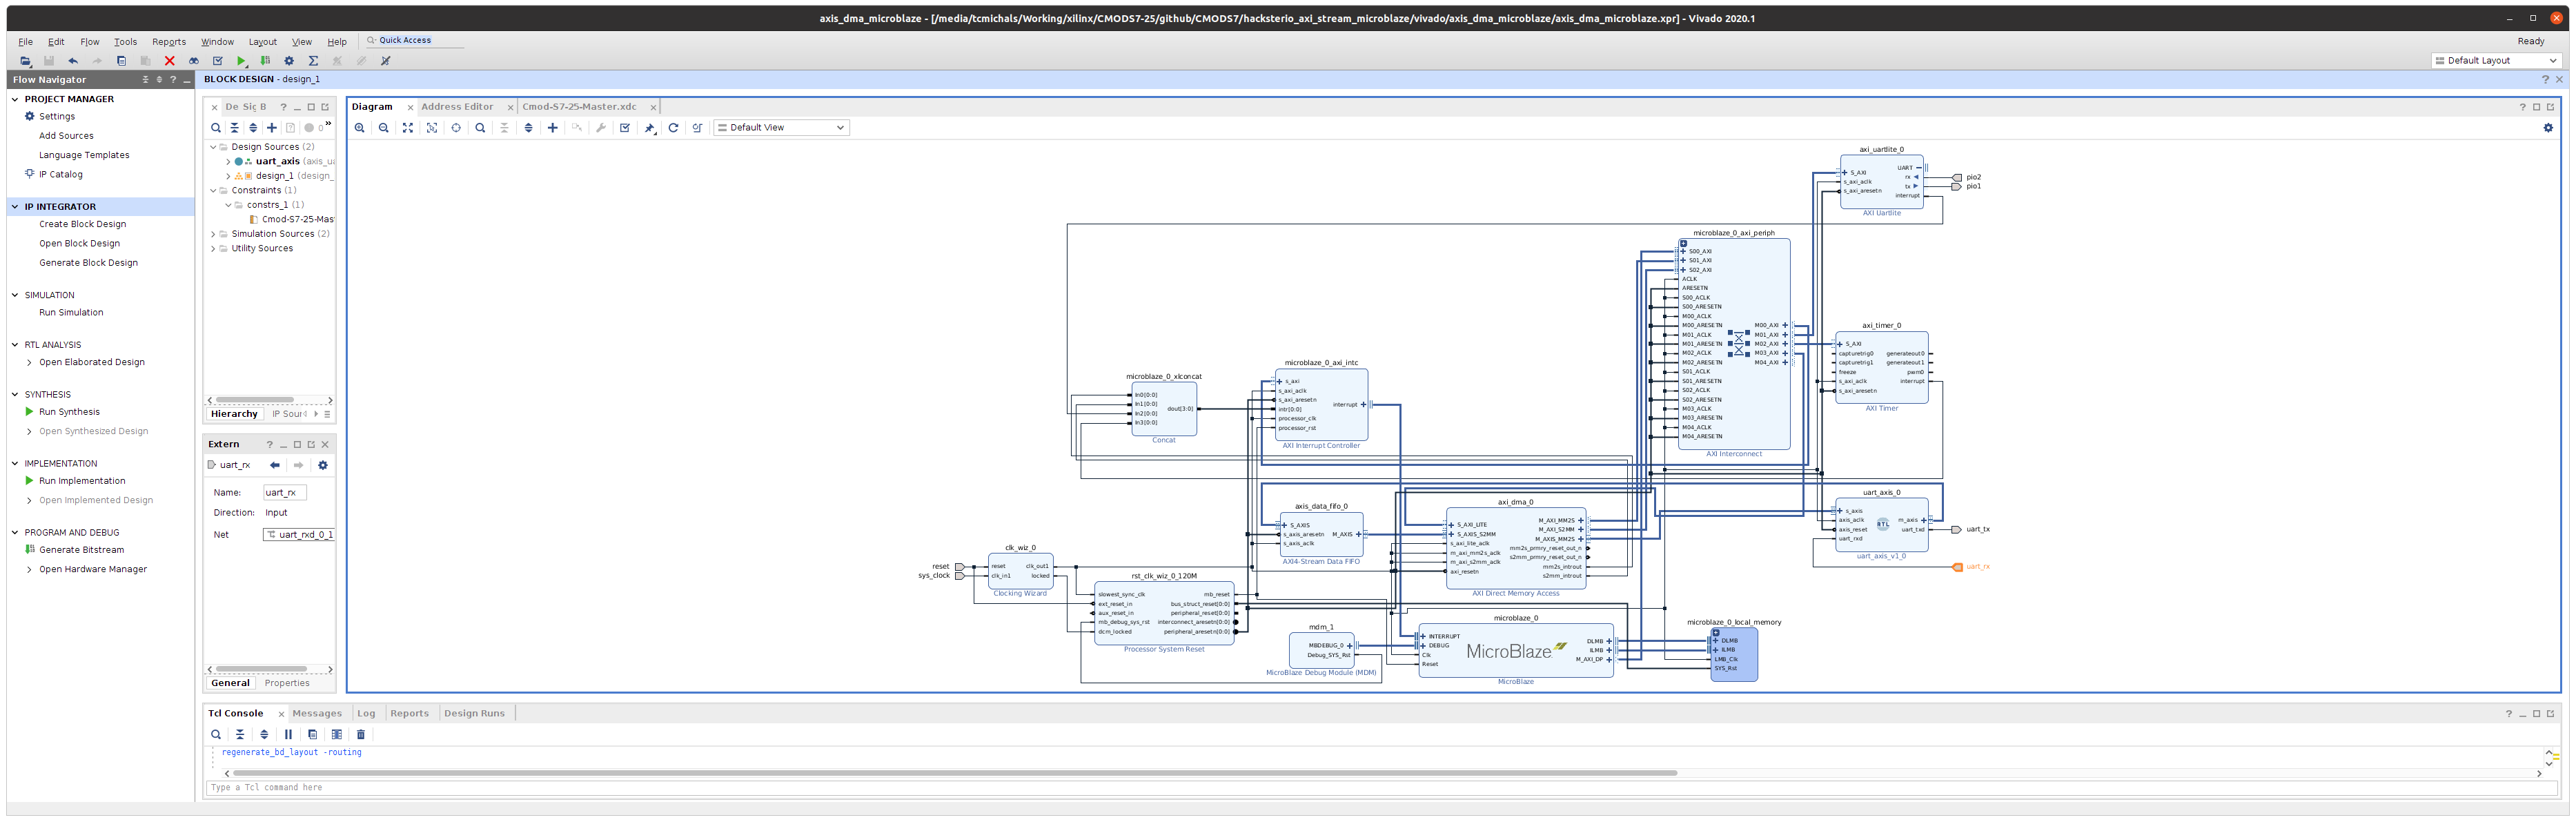 axis_dma_microblaze - [/media/tcmichals/Working/xilinx/CMODS7-25/github/CMODS7/hacksterio_axi_stream_microblaze/vivado/axis_dma_microblaze/axis_dma_microblaze.xpr] - Vivado 2020.1
File Edit Flow Tools Reports Window Layout View Help Quick Access
Ready
Default Layout
Flow Navigator
PROJECT MANAGER
Settings
Add Sources
Language Templates
IP Catalog
IP INTEGRATOR
Create Block Design
Open Block Design
Generate Block Design
SIMULATION
Run Simulation
RTL ANALYSIS
Open Elaborated Design
SYNTHESIS
Run Synthesis
Open Synthesized Design
IMPLEMENTATION
Run Implementation
Open Implemented Design
PROGRAM AND DEBUG
Generate Bitstream
Open Hardware Manager
BLOCK DESIGN - design_1
De Sig B
0
Design Sources (2)
uart_axis (axis_ua
design_1 (design_
Constraints (1)
constrs_1 (1)
Cmod-S7-25-Mas
Simulation Sources (2)
Utility Sources
Hierarchy IP Sour
Extern
uart_rx
Name: uart_rx
Direction: Input
Net uart_rxd_0_1
General Properties
Diagram Address Editor Cmod-S7-25-Master.xdc
Default View
axi_uartlite_0
S_AXI
s_axi_aclk
s_axi_aresetn
UART
rx
tx
interrupt
AXI Uartlite
pio2
pio1
microblaze_0_axi_periph
S00_AXI
S01_AXI
S02_AXI
ACLK
ARESETN
S00_ACLK
S00_ARESETN
M00_ACLK
M00_ARESETN
M01_ACLK
M01_ARESETN
M02_ACLK
M02_ARESETN
S01_ACLK
S01_ARESETN
S02_ACLK
S02_ARESETN
M03_ACLK
M03_ARESETN
M04_ACLK
M04_ARESETN
M00_AXI
M01_AXI
M02_AXI
M03_AXI
M04_AXI
AXI Interconnect
axi_timer_0
S_AXI
capturetrig0
capturetrig1
freeze
s_axi_aclk
s_axi_aresetn
generateout0
generateout1
pwm0
interrupt
AXI Timer
microblaze_0_xlconcat
In0[0:0]
In1[0:0]
In2[0:0]
In3[0:0]
dout[3:0]
Concat
microblaze_0_axi_intc
s_axi
s_axi_aclk
s_axi_aresetn
intr[0:0]
processor_clk
processor_rst
interrupt
AXI Interrupt Controller
axis_data_fifo_0
S_AXIS
s_axis_aresetn
s_axis_aclk
M_AXIS
AXI4-Stream Data FIFO
axi_dma_0
S_AXI_LITE
S_AXIS_S2MM
s_axi_lite_aclk
m_axi_mm2s_aclk
m_axi_s2mm_aclk
axi_resetn
M_AXI_MM2S
M_AXI_S2MM
M_AXIS_MM2S
mm2s_prmry_reset_out_n
s2mm_prmry_reset_out_n
mm2s_introut
s2mm_introut
AXI Direct Memory Access
uart_axis_0
s_axis
axis_aclk
axis_reset
uart_rxd
RTL
m_axis
uart_txd
uart_axis_v1_0
uart_tx
uart_rx
reset
sys_clock
clk_wiz_0
reset
clk_in1
clk_out1
locked
Clocking Wizard
rst_clk_wiz_0_120M
slowest_sync_clk
ext_reset_in
aux_reset_in
mb_debug_sys_rst
dcm_locked
mb_reset
bus_struct_reset[0:0]
peripheral_reset[0:0]
interconnect_aresetn[0:0]
peripheral_aresetn[0:0]
Processor System Reset
mdm_1
MBDEBUG_0
Debug_SYS_Rst
MicroBlaze Debug Module (MDM)
microblaze_0
INTERRUPT
DEBUG
Clk
Reset
MicroBlaze
DLMB
ILMB
M_AXI_DP
MicroBlaze
microblaze_0_local_memory
DLMB
ILMB
LMB_Clk
SYS_Rst
Tcl Console Messages Log Reports Design Runs
regenerate_bd_layout -routing
Type a Tcl command here